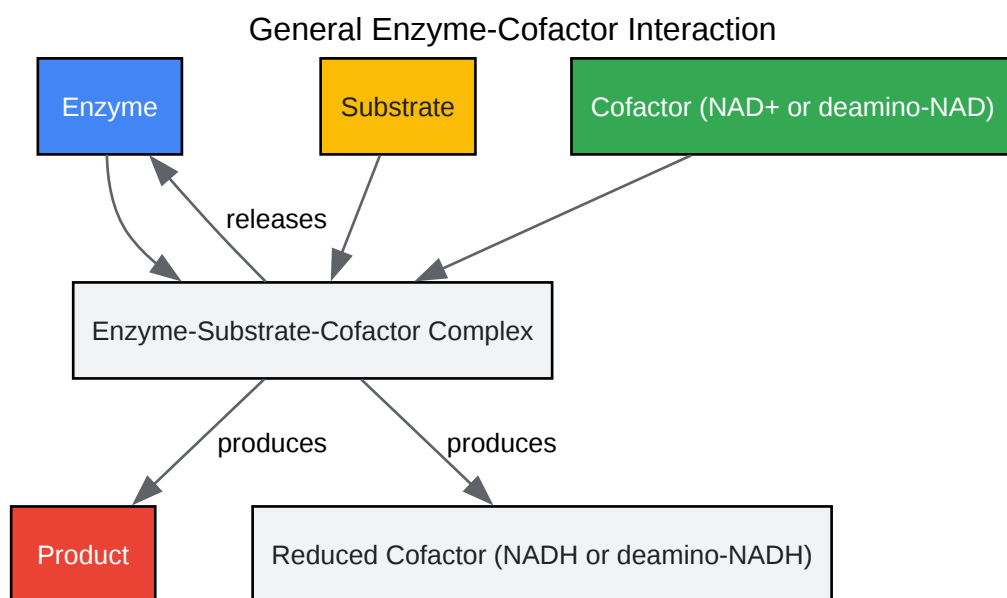 General Enzyme-Cofactor Interaction
Enzyme
Substrate
Cofactor (NAD+ or deamino-NAD)
releases
Enzyme-Substrate-Cofactor Complex
produces
produces
Product
Reduced Cofactor (NADH or deamino-NADH)